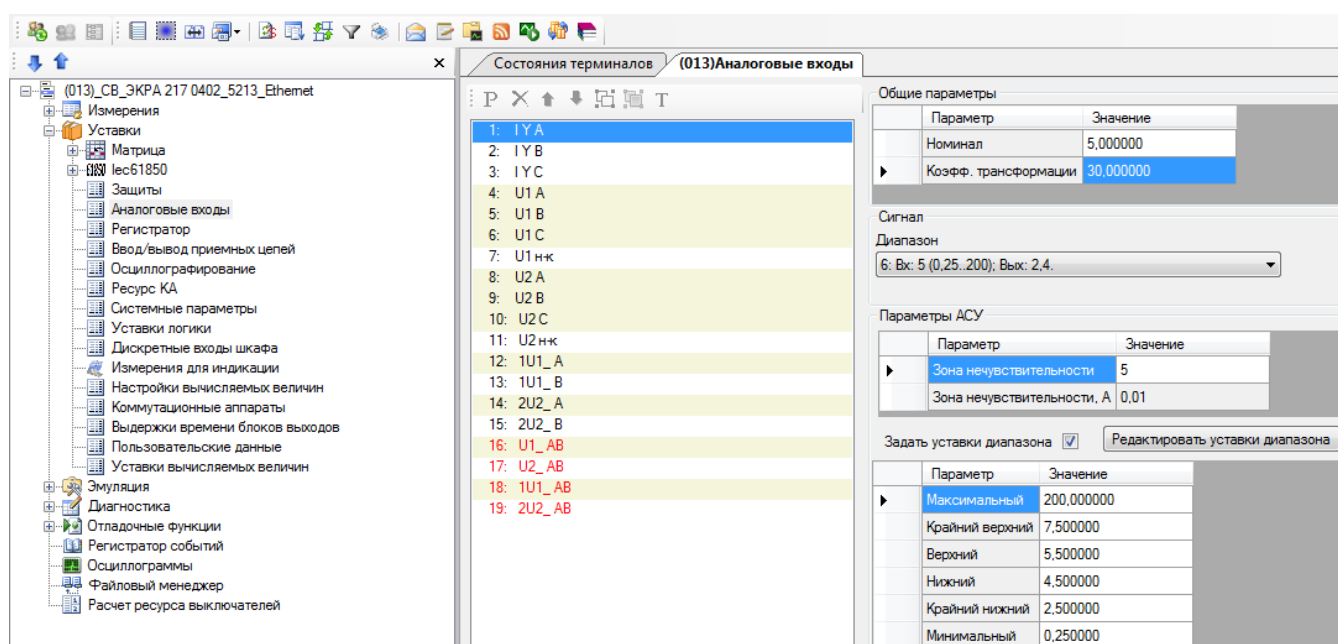 Состояния терминалов
(013)Аналоговые входы
(013)_СВ_ЭКРА 217 0402_5213_Ethernet
Измерения
Уставки
Матрица
iec61850
Защиты
Аналоговые входы
Регистратор
Ввод/вывод приемных цепей
Осциллографирование
Ресурс КА
Системные параметры
Уставки логики
Дискретные входы шкафа
Измерения для индикации
Настройки вычисляемых величин
Коммутационные аппараты
Выдержки времени блоков выходов
Пользовательские данные
Уставки вычисляемых величин
Эмуляция
Диагностика
Отладочные функции
Регистратор событий
Осциллограммы
Файловый менеджер
Расчет ресурса выключателей
P T
1: I Y A
2: I Y B
3: I Y C
4: U1 A
5: U1 B
6: U1 C
7: U1 н-к
8: U2 A
9: U2 B
10: U2 C
11: U2 н-к
12: 1U1_ A
13: 1U1_ B
14: 2U2_ A
15: 2U2_ B
16: U1_ AB
17: U2_ AB
18: 1U1_ AB
19: 2U2_ AB
Общие параметры
Параметр Значение
Номинал 5,000000
Коэфф. трансформации 30,000000
Сигнал
Диапазон
6: Вх: 5 (0,25..200); Вых: 2,4.
Параметры АСУ
Параметр Значение
Зона нечувствительности 5
Зона нечувствительности, А 0,01
Задать уставки диапазона Редактировать уставки диапазона
Параметр Значение
Максимальный 200,000000
Крайний верхний 7,500000
Верхний 5,500000
Нижний 4,500000
Крайний нижний 2,500000
Минимальный 0,250000